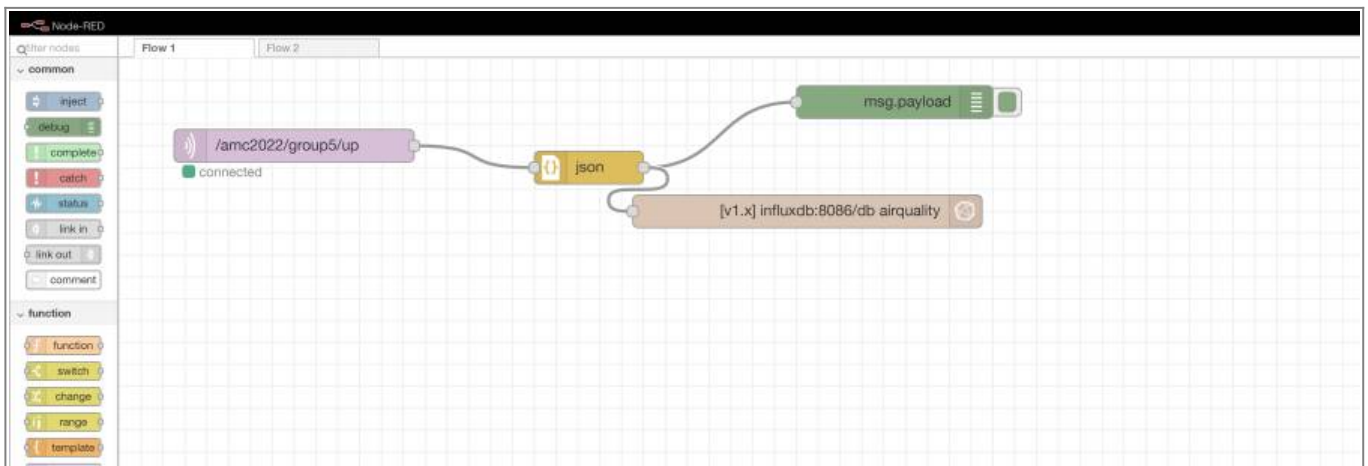 Node-RED
filter nodes
Flow 1
Flow 2
common
inject
debug
complete
catch
status
link in
link out
comment
function
function
switch
change
range
template
/amc2022/group5/up
connected
json
msg.payload
[v1.x] influxdb:8086/db airquality